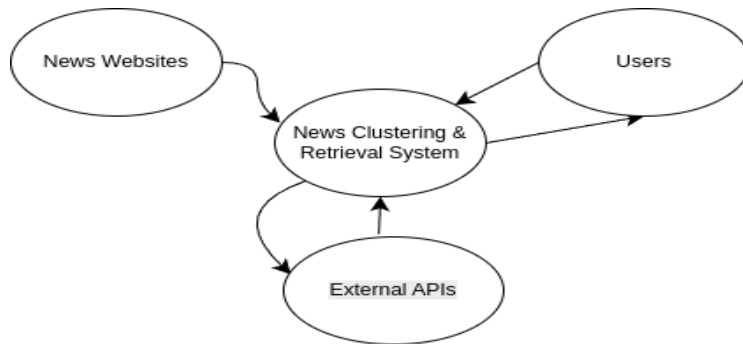 News Websites
Users
News Clustering &
Retrieval System
External APIs